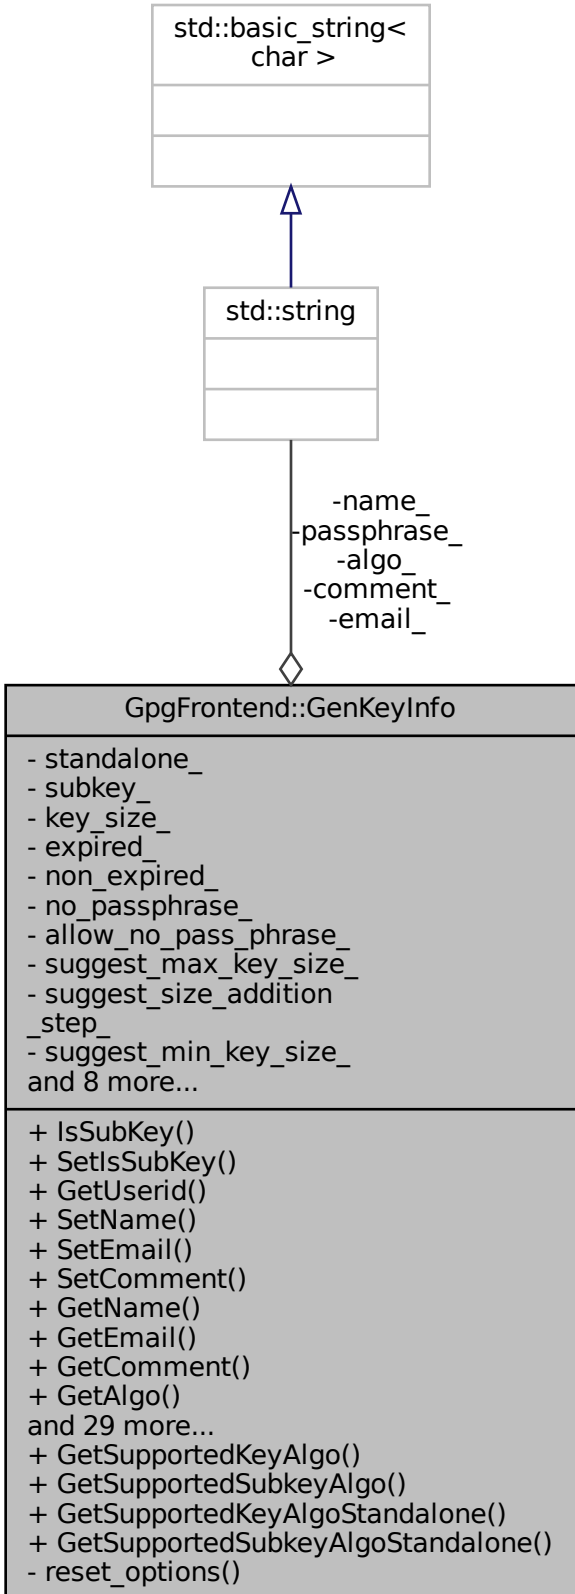 std::basic_string<
char >
std::string
-name_
-passphrase_
-algo_
-comment_
-email_
GpgFrontend::GenKeyInfo
- standalone_
- subkey_
- key_size_
- expired_
- non_expired_
- no_passphrase_
- allow_no_pass_phrase_
- suggest_max_key_size_
- suggest_size_addition
_step_
- suggest_min_key_size_
and 8 more...
+ IsSubKey()
+ SetIsSubKey()
+ GetUserid()
+ SetName()
+ SetEmail()
+ SetComment()
+ GetName()
+ GetEmail()
+ GetComment()
+ GetAlgo()
and 29 more...
+ GetSupportedKeyAlgo()
+ GetSupportedSubkeyAlgo()
+ GetSupportedKeyAlgoStandalone()
+ GetSupportedSubkeyAlgoStandalone()
- reset_options()